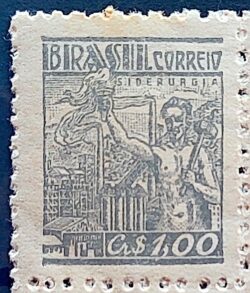 BRASIL CORREIO
SIDERURGIA
Cr$ 1,00